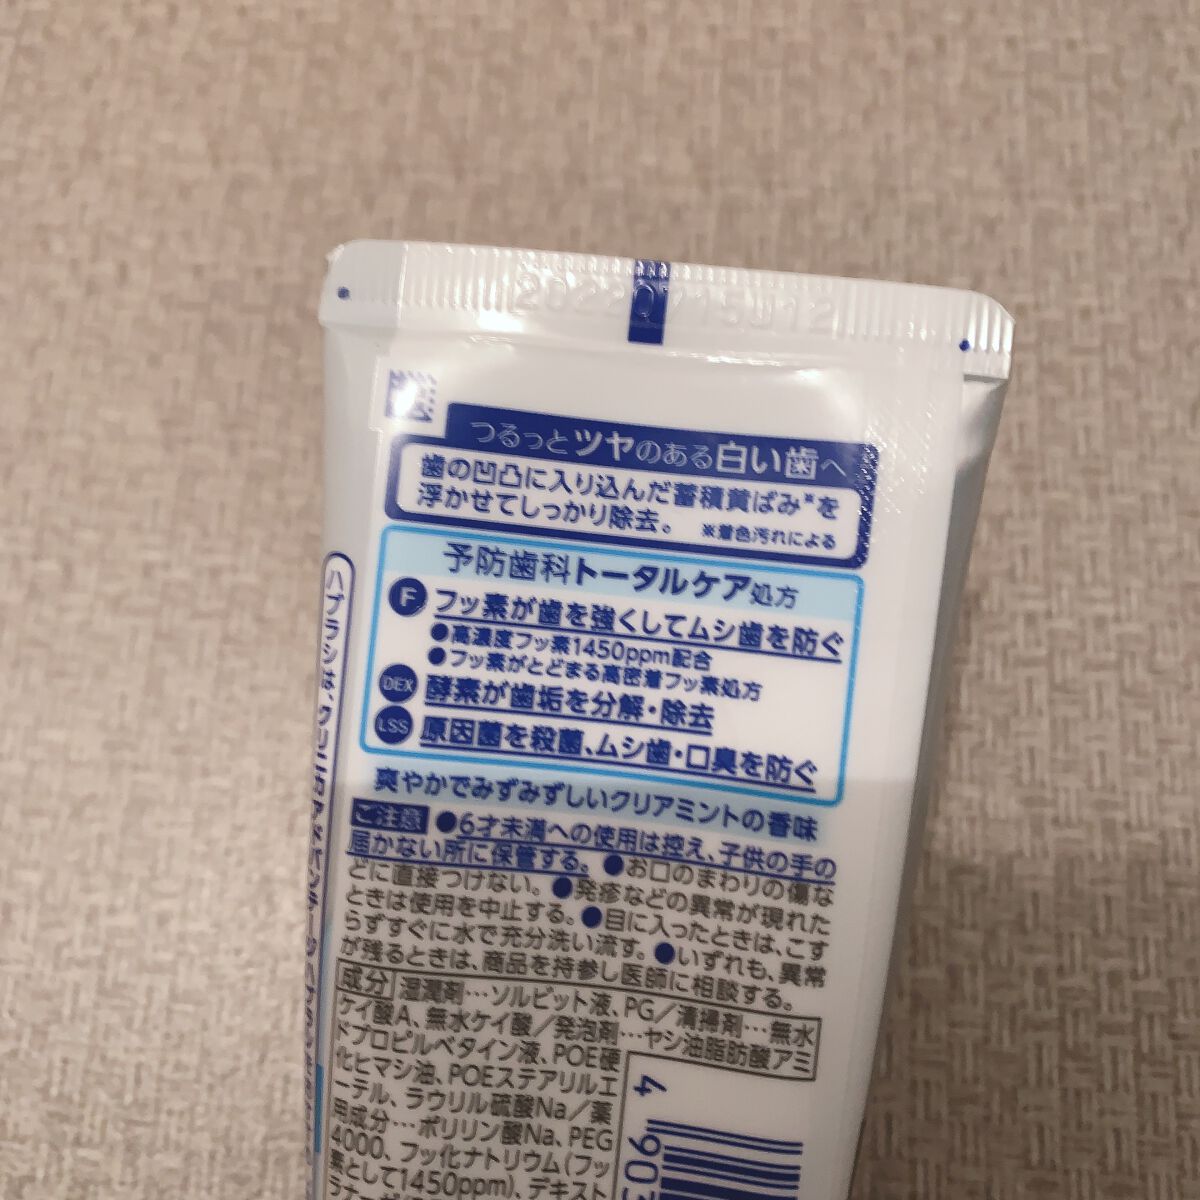 20220715J12
つるっとツヤのある白い歯へ
歯の凹凸に入り込んだ蓄積黄ばみ※を
浮かせてしっかり除去。 ※着色汚れによる
予防歯科トータルケア処方
F フッ素が歯を強くしてムシ歯を防ぐ
●高濃度フッ素1450ppm配合
●フッ素がとどまる高密着フッ素処方
DEX 酵素が歯垢を分解・除去
LSS 原因菌を殺菌、ムシ歯・口臭を防ぐ
爽やかでみずみずしいクリアミントの香味
ご注意 ●6才未満への使用は控え、子供の手の
届かない所に保管する。●お口のまわりの傷な
どに直接つけない。●発疹などの異常が現れた
ときは使用を中止する。●目に入ったときは、こす
らずすぐに水で充分洗い流す。●いずれも、異常
が残るときは、商品を持参し医師に相談する。
成分 湿潤剤…ソルビット液、PG／清掃剤…無水
ケイ酸A、無水ケイ酸／発泡剤…ヤシ油脂肪酸アミ
ドプロピルベタイン液、POE硬
化ヒマシ油、POEステアリルエ
ーテル、ラウリル硫酸Na／薬
用成分…ポリリン酸Na、PEG
4000、フッ化ナトリウム(フッ
素として1450ppm)、デキスト
ラナーゼ
4 903
ハブラシは、クリニカ